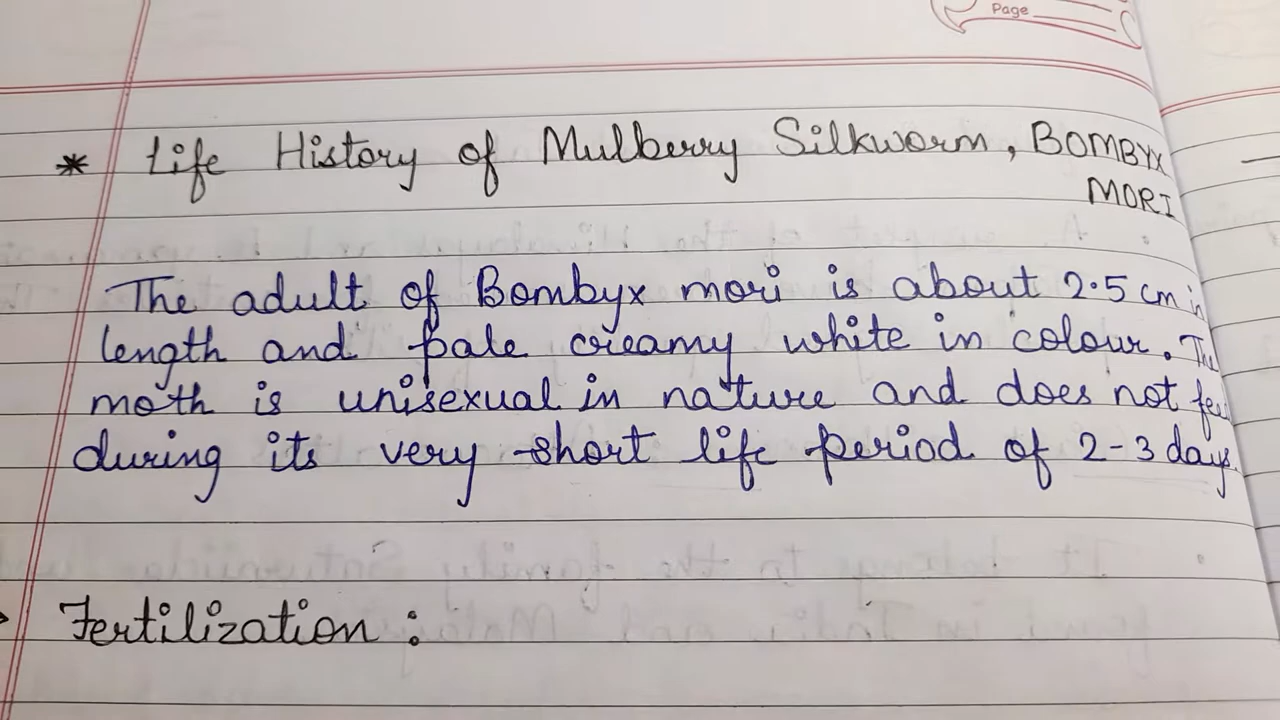 Page
* Life History of Mulberry Silkworm, BOMBYX
MORI
The adult of Bombyx mori is about 2.5 cm in
length and pale creamy white in colour. The
moth is unisexual in nature and does not
during its very short life period of 2-3 days.
Fertilization :